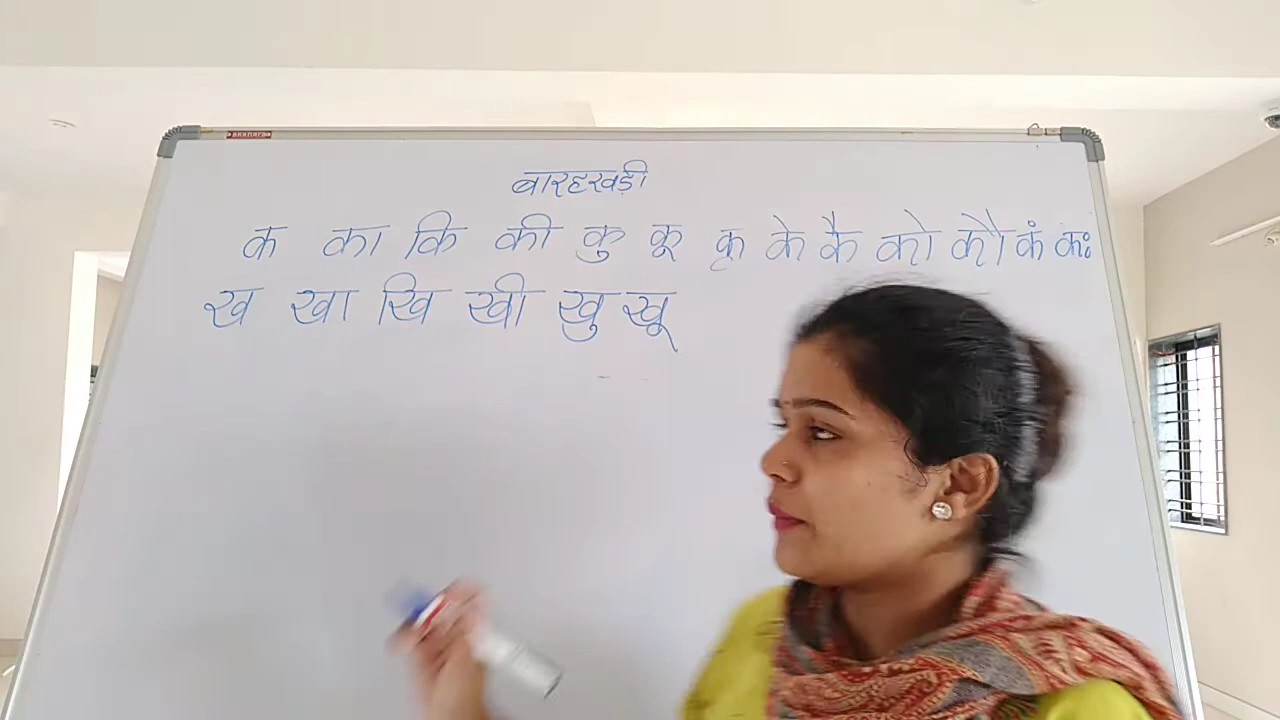 बारहखड़ी
क का कि की कु कू कृ के कै को कौ कं कः
ख खा खि खी खु खू